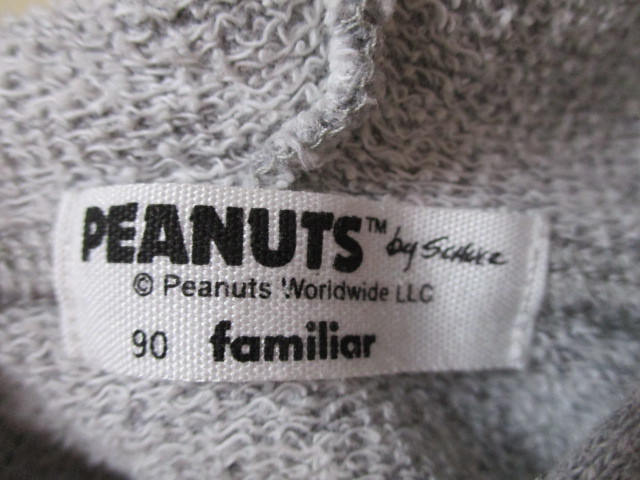 PEANUTS™ by SCHULZ
© Peanuts Worldwide LLC
90 familiar